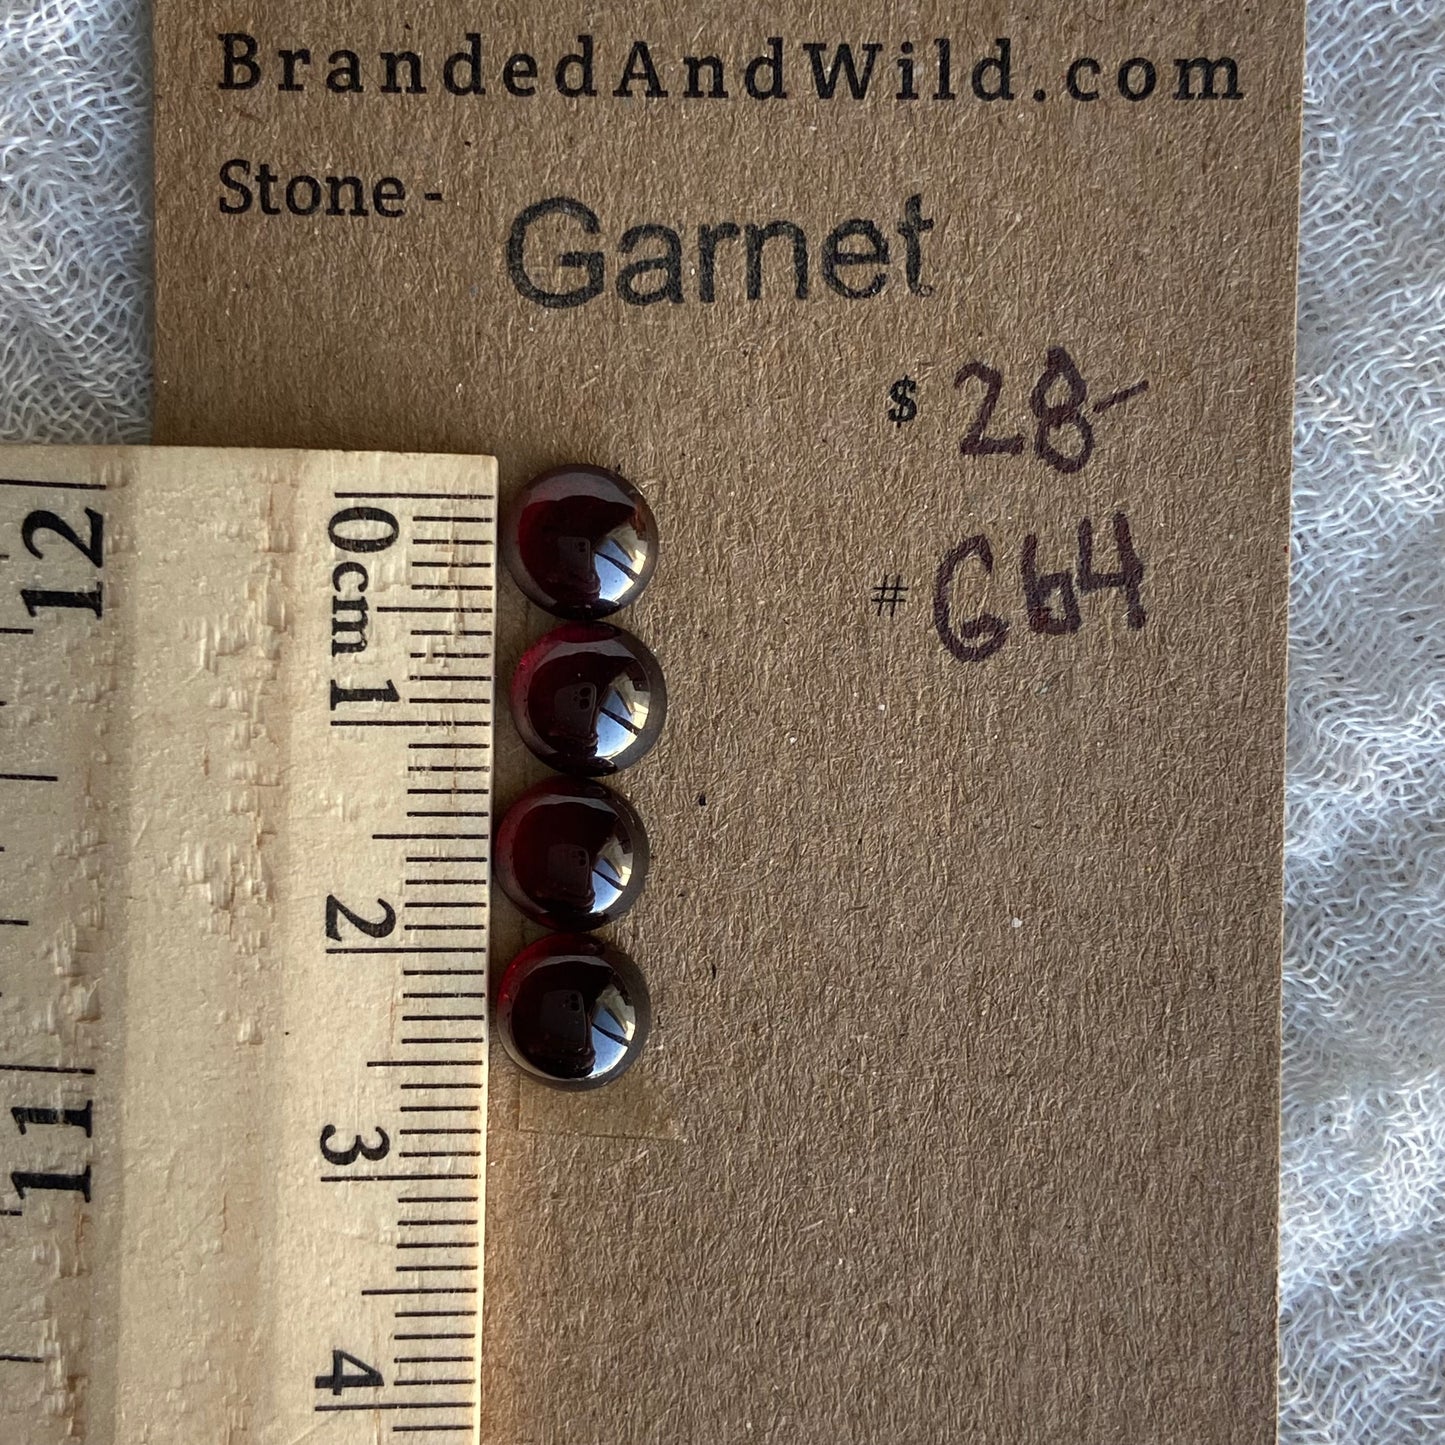 BrandedAndWild.com
Stone - Garnet
$ 28-
# G64
12
11
0cm
1
2
3
4